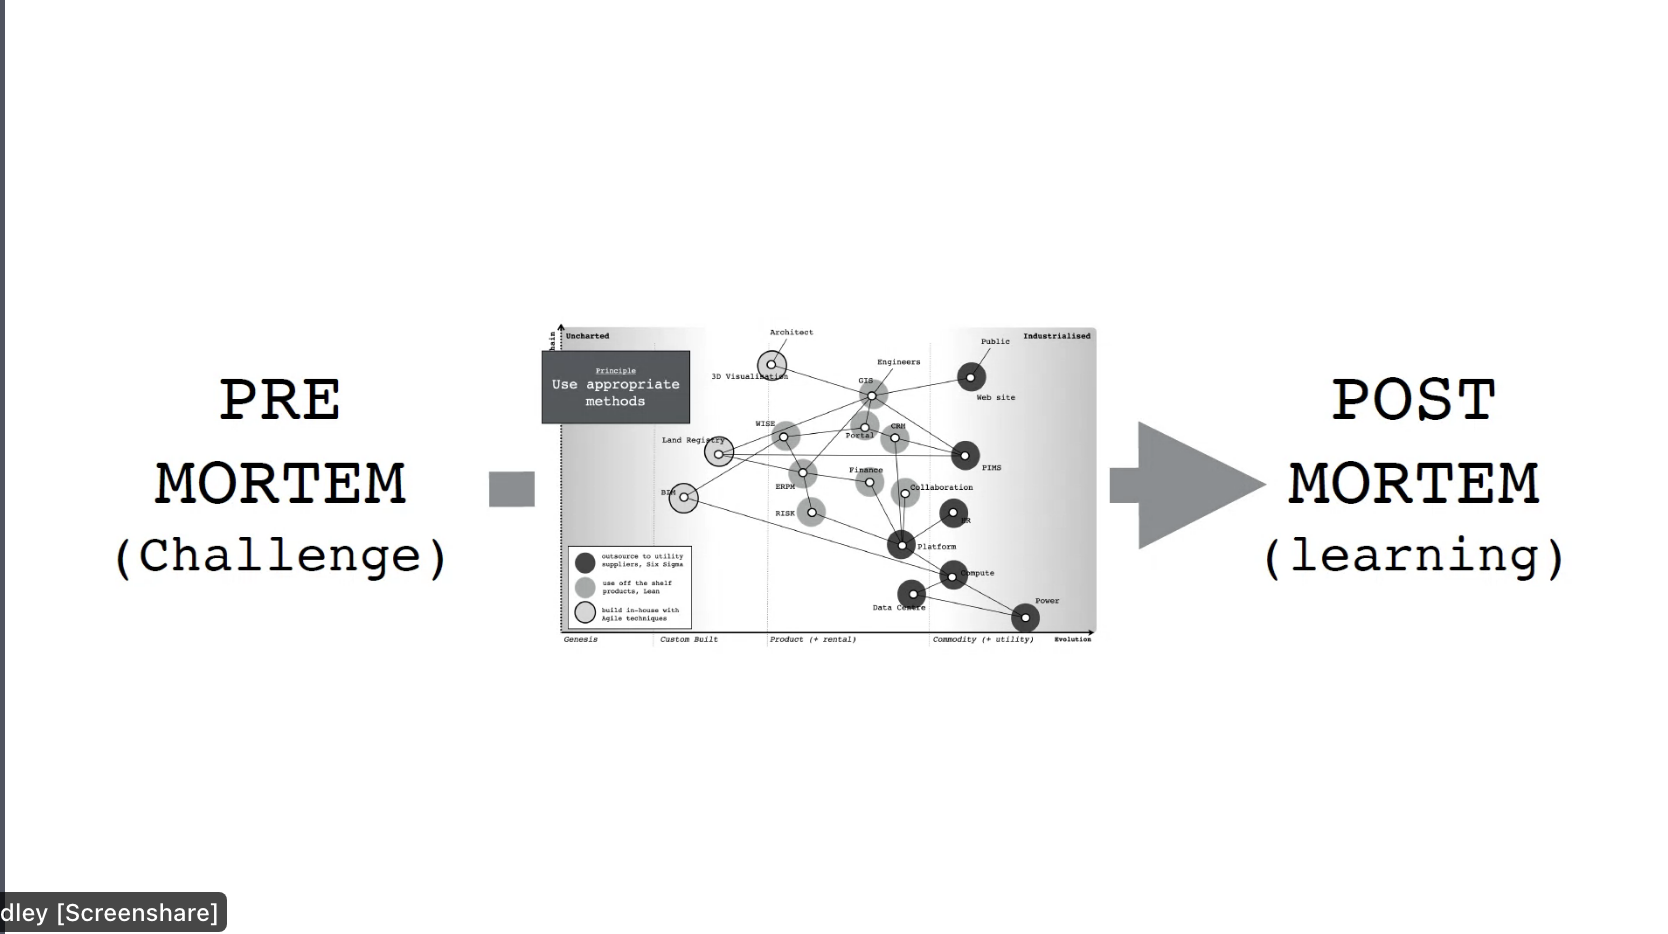 PRE
MORTEM
(Challenge)
Uncharted
Industrialised
Principle
Use appropriate
methods
Architect
3D Visualisation
Engineers
GIS
Public
Web site
WISE
Portal
CRM
Land Registry
PIMS
ERPM
Finance
BIM
Collaboration
RISK
HR
Platform
Compute
Data Centre
Power
outsource to utility
suppliers, Six Sigma
use off the shelf
products, Lean
build in-house with
Agile techniques
Genesis
Custom Built
Product (+ rental)
Commodity (+ utility)
Evolution
POST
MORTEM
(learning)
dley [Screenshare]